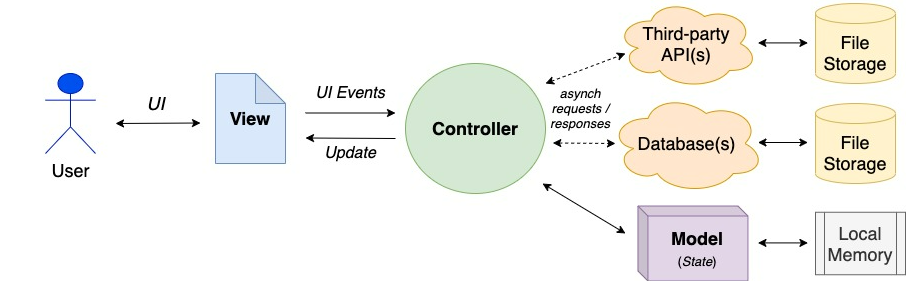 Third-party
API(s)
File
Storage
UI
View
UI Events
Update
Controller
asynch
requests /
responses
Database(s)
File
Storage
User
Model
(State)
Local
Memory